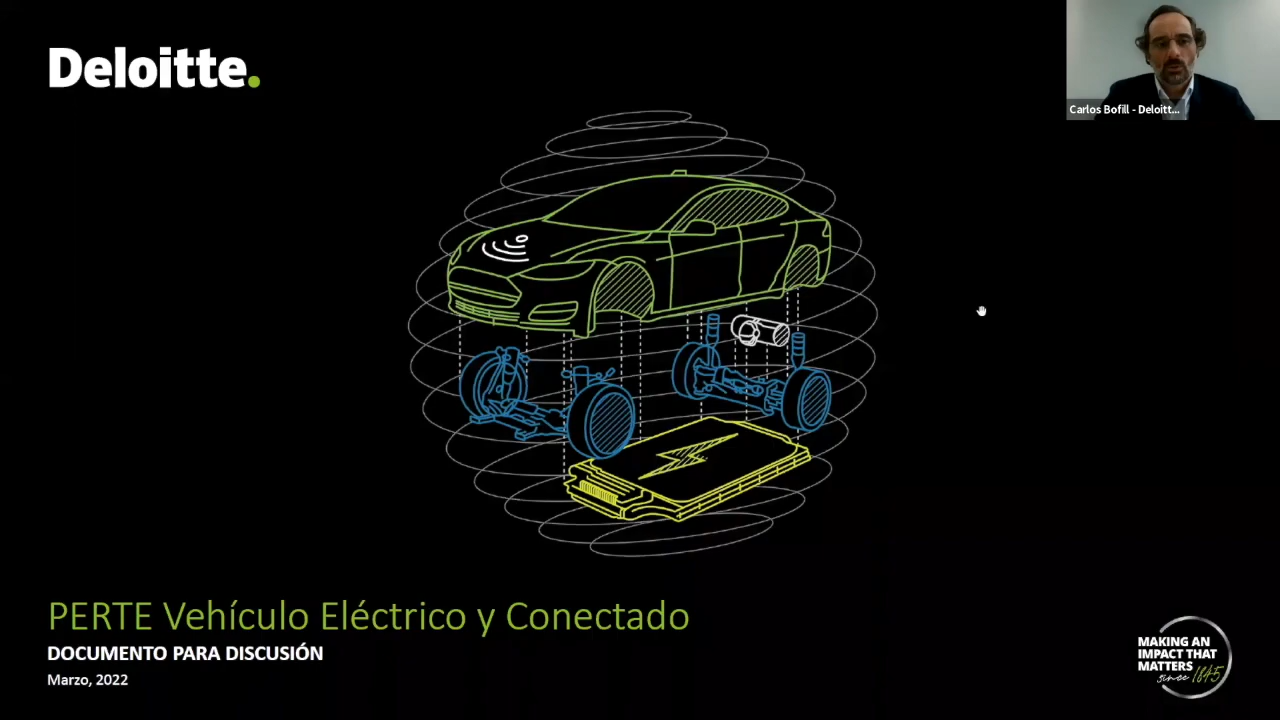 Deloitte.
Carlos Bofill - Deloitt...
PERTE Vehículo Eléctrico y Conectado
DOCUMENTO PARA DISCUSIÓN
Marzo, 2022
MAKING AN
IMPACT THAT
MATTERS
since 1845